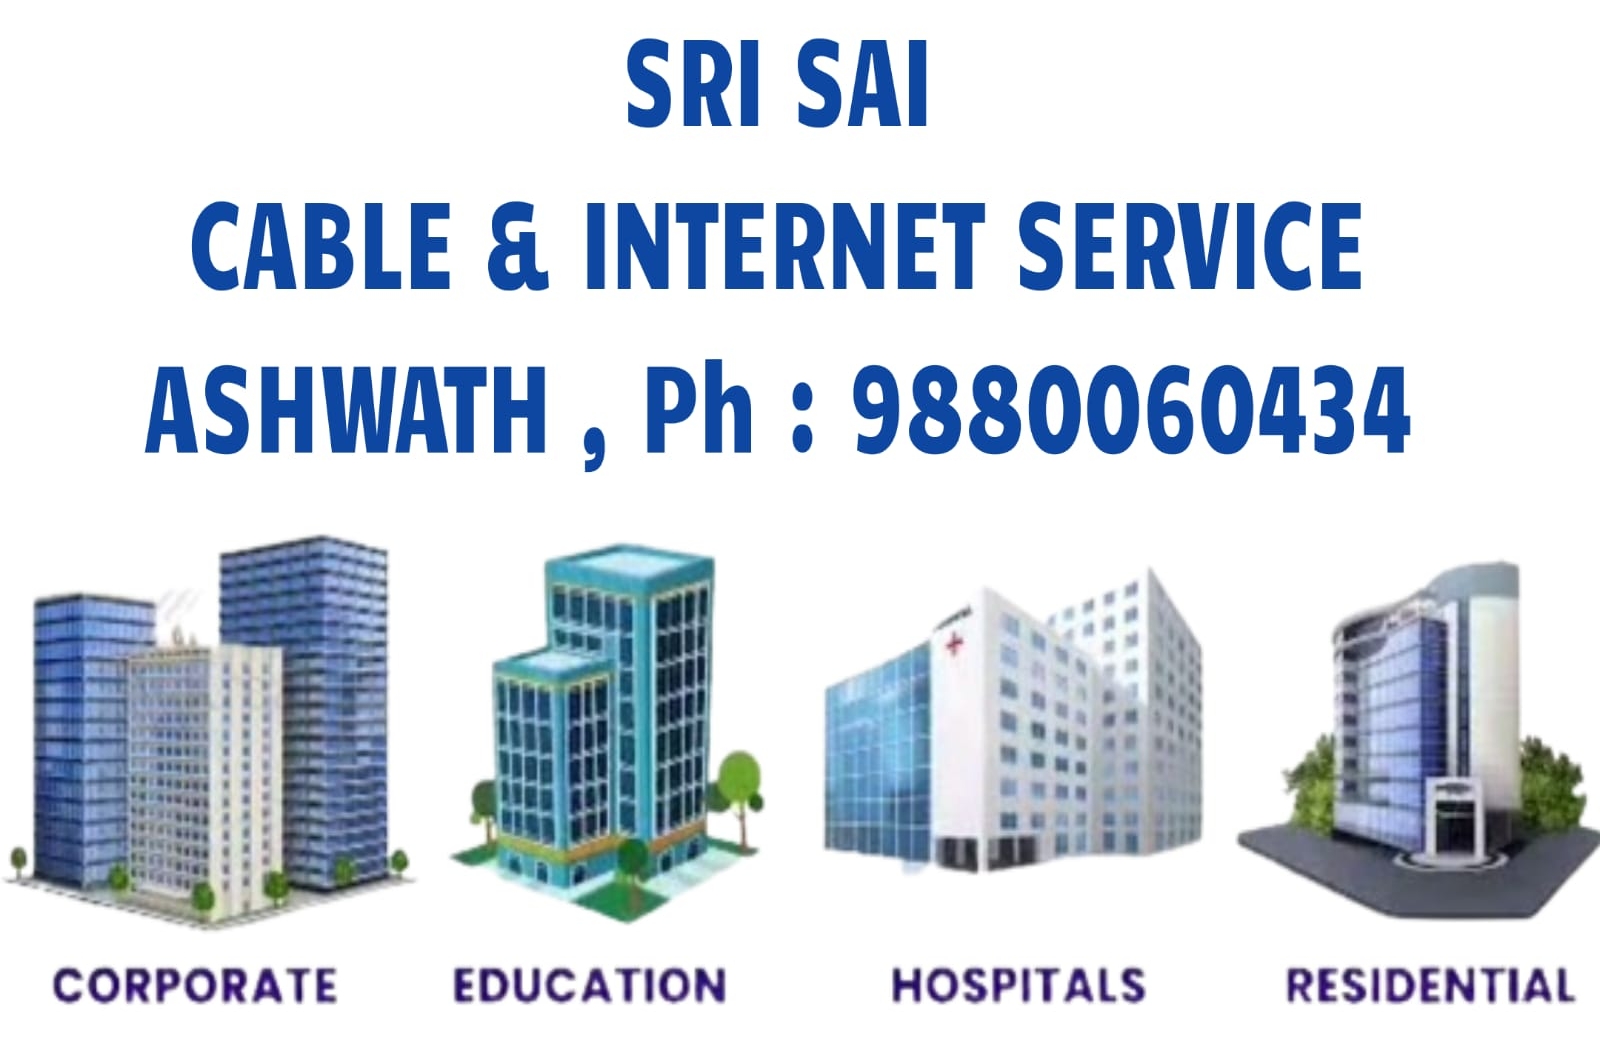 SRI SAI
CABLE & INTERNET SERVICE
ASHWATH , Ph : 9880060434
CORPORATE EDUCATION HOSPITALS RESIDENTIAL